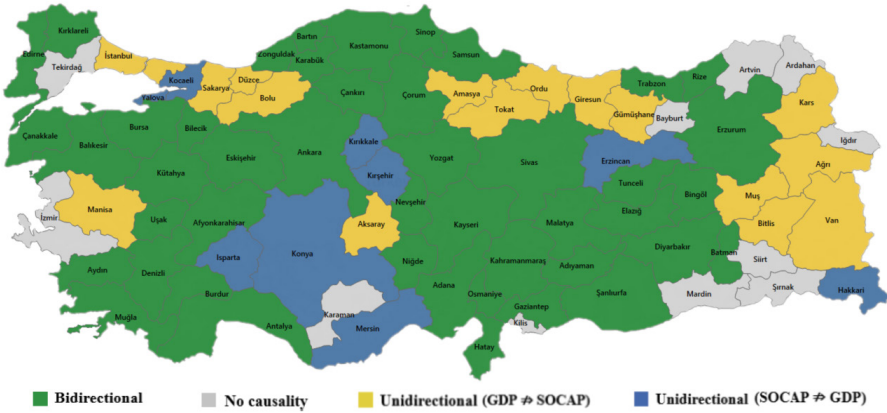 Kırklareli
Edirne
Tekirdağ
İstanbul
Kocaeli
Yalova
Sakarya
Düzce
Bolu
Zonguldak
Bartın
Karabük
Kastamonu
Sinop
Samsun
Çankırı
Çorum
Amasya
Tokat
Ordu
Giresun
Gümüşhane
Trabzon
Rize
Bayburt
Artvin
Ardahan
Kars
Iğdır
Erzurum
Ağrı
Çanakkale
Balıkesir
Bursa
Bilecik
Kütahya
Eskişehir
Ankara
Kırıkkale
Kırşehir
Yozgat
Sivas
Erzincan
Tunceli
Bingöl
Muş
Bitlis
Van
İzmir
Manisa
Uşak
Afyonkarahisar
Isparta
Konya
Aksaray
Nevşehir
Kayseri
Malatya
Elazığ
Diyarbakır
Batman
Siirt
Aydın
Denizli
Burdur
Niğde
Kahramanmaraş
Adıyaman
Şanlıurfa
Mardin
Şırnak
Hakkari
Muğla
Antalya
Karaman
Mersin
Adana
Osmaniye
Gaziantep
Kilis
Hatay
Bidirectional
No causality
Unidirectional (GDP ⇏ SOCAP)
Unidirectional (SOCAP ⇏ GDP)